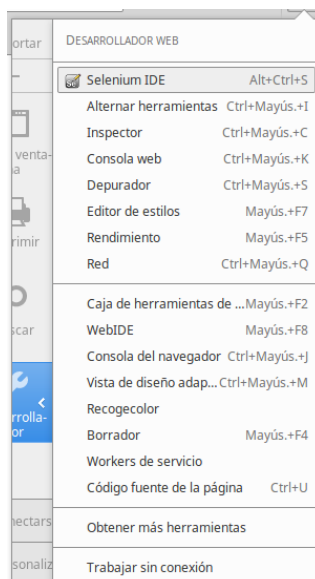 ortar
DESARROLLADOR WEB
Selenium IDE Alt+Ctrl+S
Alternar herramientas Ctrl+Mayús.+I
Inspector Ctrl+Mayús.+C
venta-
a
Consola web Ctrl+Mayús.+K
Depurador Ctrl+Mayús.+S
Editor de estilos Mayús.+F7
rimir
Rendimiento Mayús.+F5
Red Ctrl+Mayús.+Q
Caja de herramientas de ...Mayús.+F2
scar
WebIDE Mayús.+F8
Consola del navegador Ctrl+Mayús.+J
Vista de diseño adap...Ctrl+Mayús.+M
Recogecolor
rrolla-
or
Borrador Mayús.+F4
Workers de servicio
Código fuente de la página Ctrl+U
nectars
Obtener más herramientas
sonaliz
Trabajar sin conexión